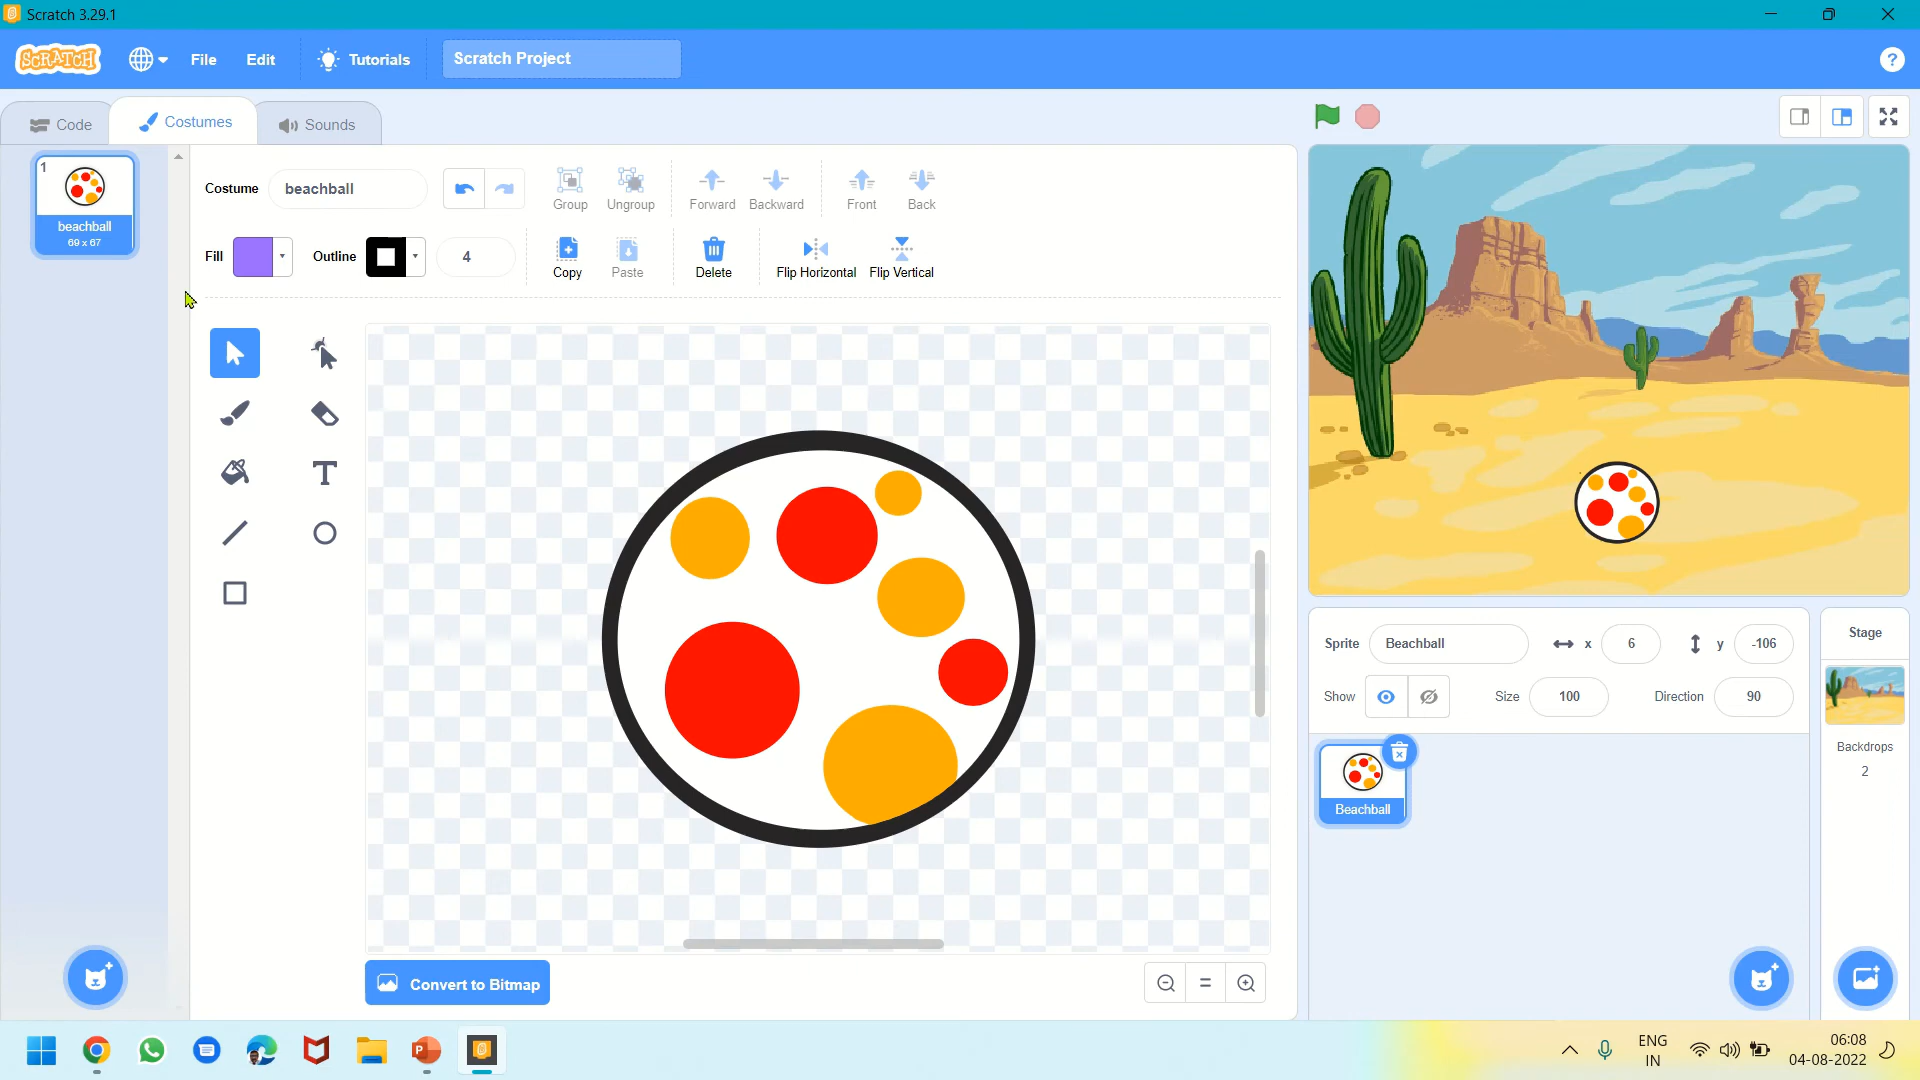 Scratch 3.29.1
SCRATCH File Edit Tutorials Scratch Project ?
Code Costumes Sounds
1
beachball
69 x 67
Costume beachball
Group Ungroup Forward Backward Front Back
Fill Outline 4
Copy Paste Delete Flip Horizontal Flip Vertical
T
Convert to Bitmap
Sprite Beachball x 6 y -106
Show Size 100 Direction 90
Beachball
Stage
Backdrops
2
ENG
IN
06:08
04-08-2022